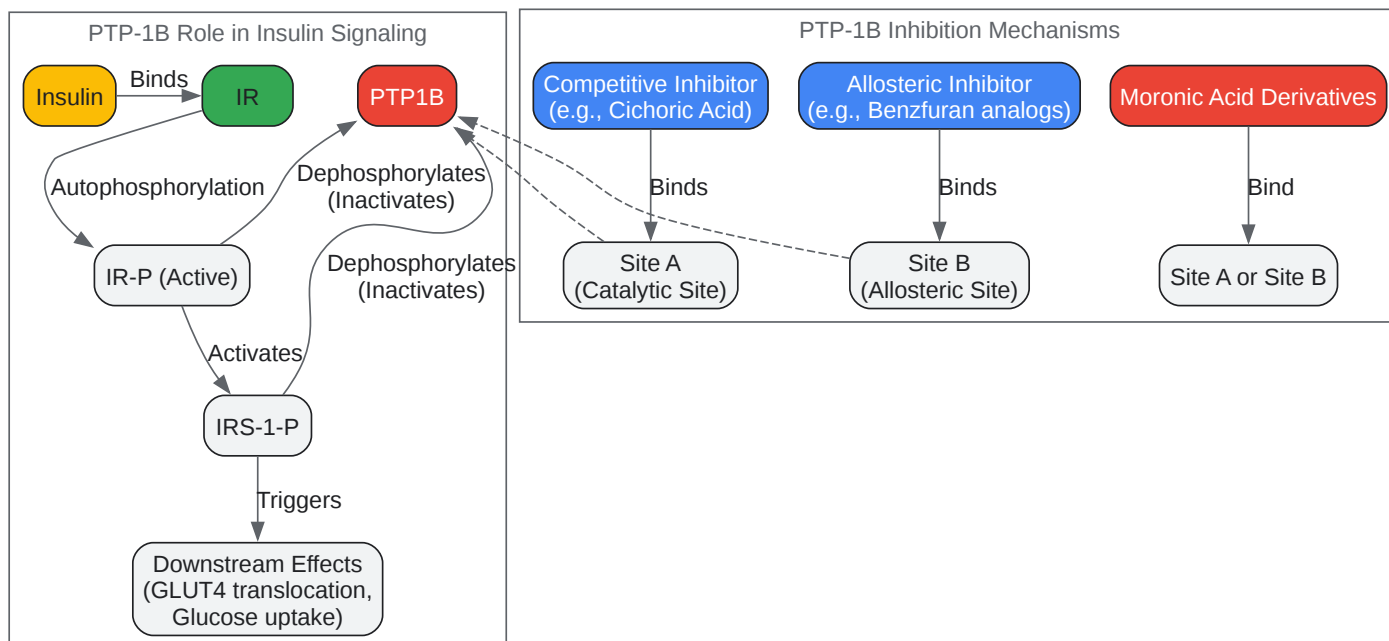 PTP-1B Role in Insulin Signaling
Insulin
Binds
IR
PTP1B
Autophosphorylation
Dephosphorylates
(Inactivates)
IR-P (Active)
Dephosphorylates
(Inactivates)
Activates
IRS-1-P
Triggers
Downstream Effects
(GLUT4 translocation,
Glucose uptake)
PTP-1B Inhibition Mechanisms
Competitive Inhibitor
(e.g., Cichoric Acid)
Allosteric Inhibitor
(e.g., Benzfuran analogs)
Moronic Acid Derivatives
Binds
Binds
Bind
Site A
(Catalytic Site)
Site B
(Allosteric Site)
Site A or Site B